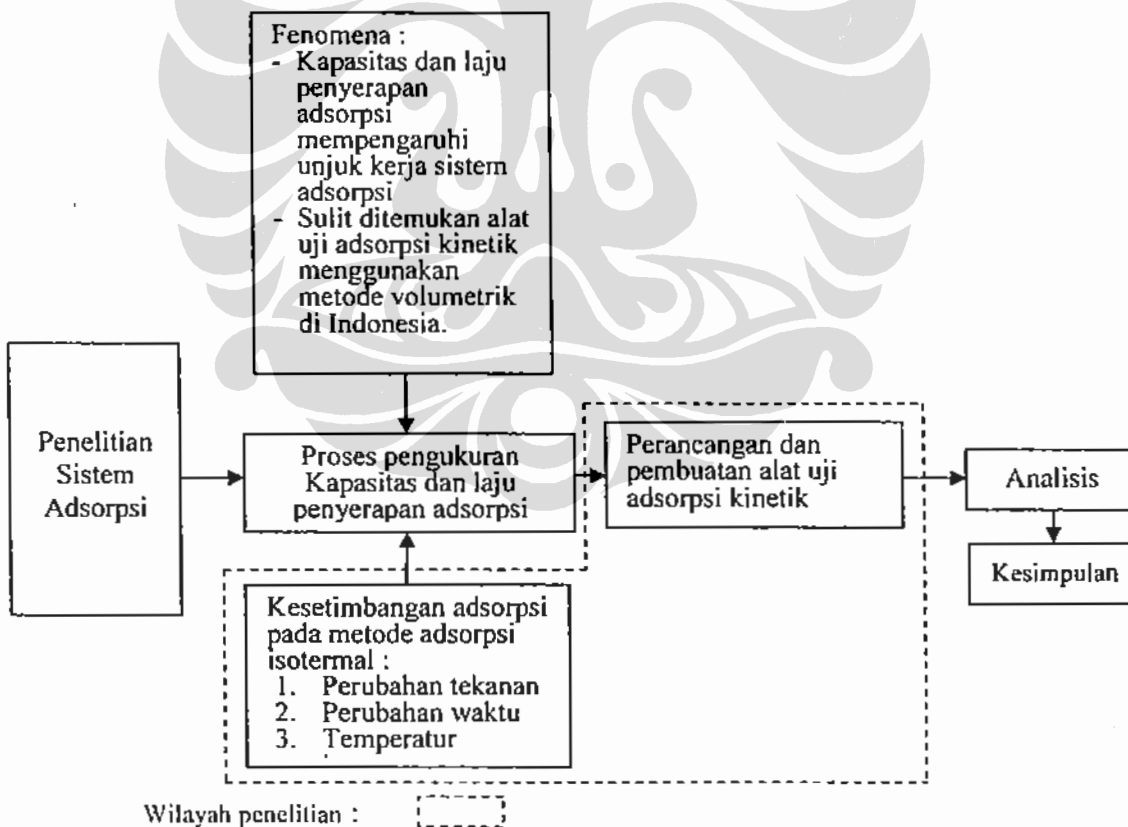 Fenomena :
- Kapasitas dan laju
penyerapan
adsorpsi
mempengaruhi
unjuk kerja sistem
adsorpsi
- Sulit ditemukan alat
uji adsorpsi kinetik
menggunakan
metode volumetrik
di Indonesia.
Penelitian
Sistem
Adsorpsi
Proses pengukuran
Kapasitas dan laju
penyerapan adsorpsi
Perancangan dan
pembuatan alat uji
adsorpsi kinetik
Analisis
Kesimpulan
Kesetimbangan adsorpsi
pada metode adsorpsi
isotermal :
1. Perubahan tekanan
2. Perubahan waktu
3. Temperatur
Wilayah penelitian :